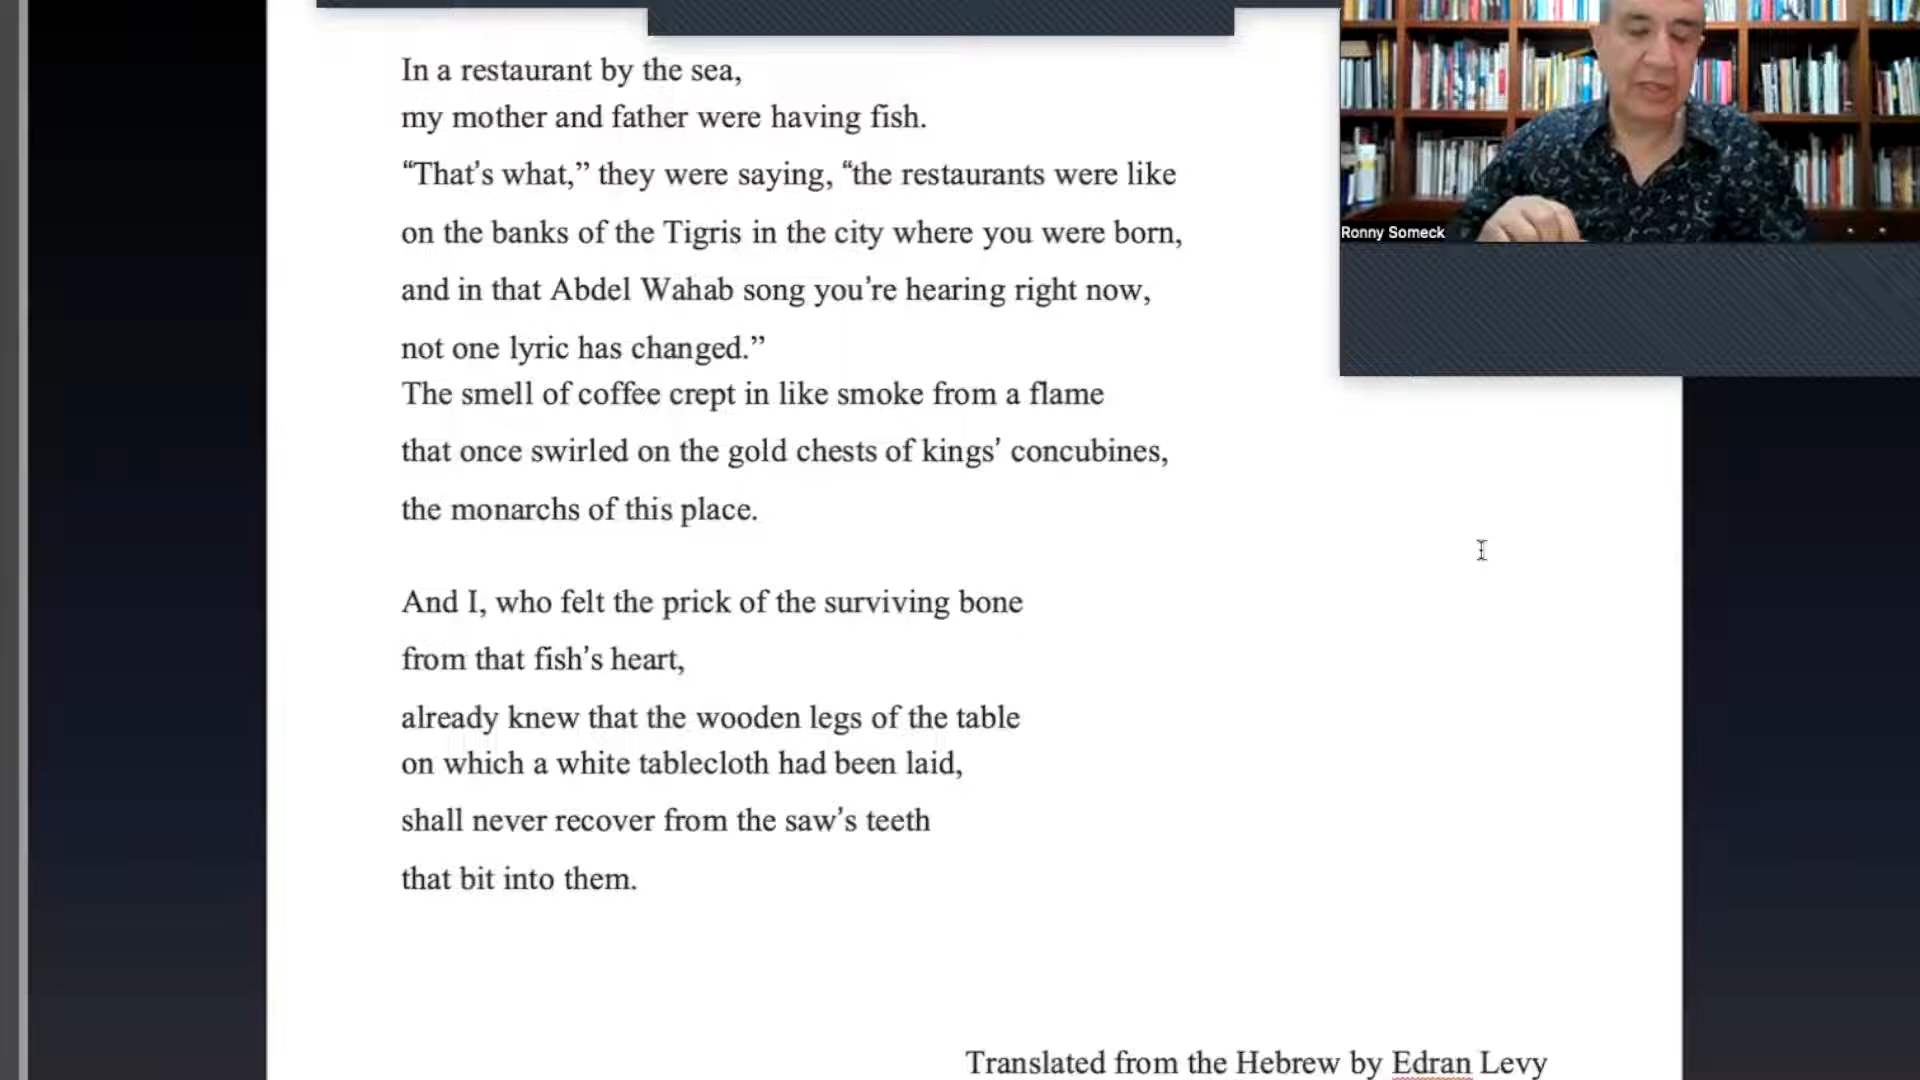 In a restaurant by the sea,
my mother and father were having fish.
“That’s what,” they were saying, “the restaurants were like
on the banks of the Tigris in the city where you were born,
and in that Abdel Wahab song you’re hearing right now,
not one lyric has changed.”
The smell of coffee crept in like smoke from a flame
that once swirled on the gold chests of kings’ concubines,
the monarchs of this place.
And I, who felt the prick of the surviving bone
from that fish’s heart,
already knew that the wooden legs of the table
on which a white tablecloth had been laid,
shall never recover from the saw’s teeth
that bit into them.
Translated from the Hebrew by Edran Levy
Ronny Someck